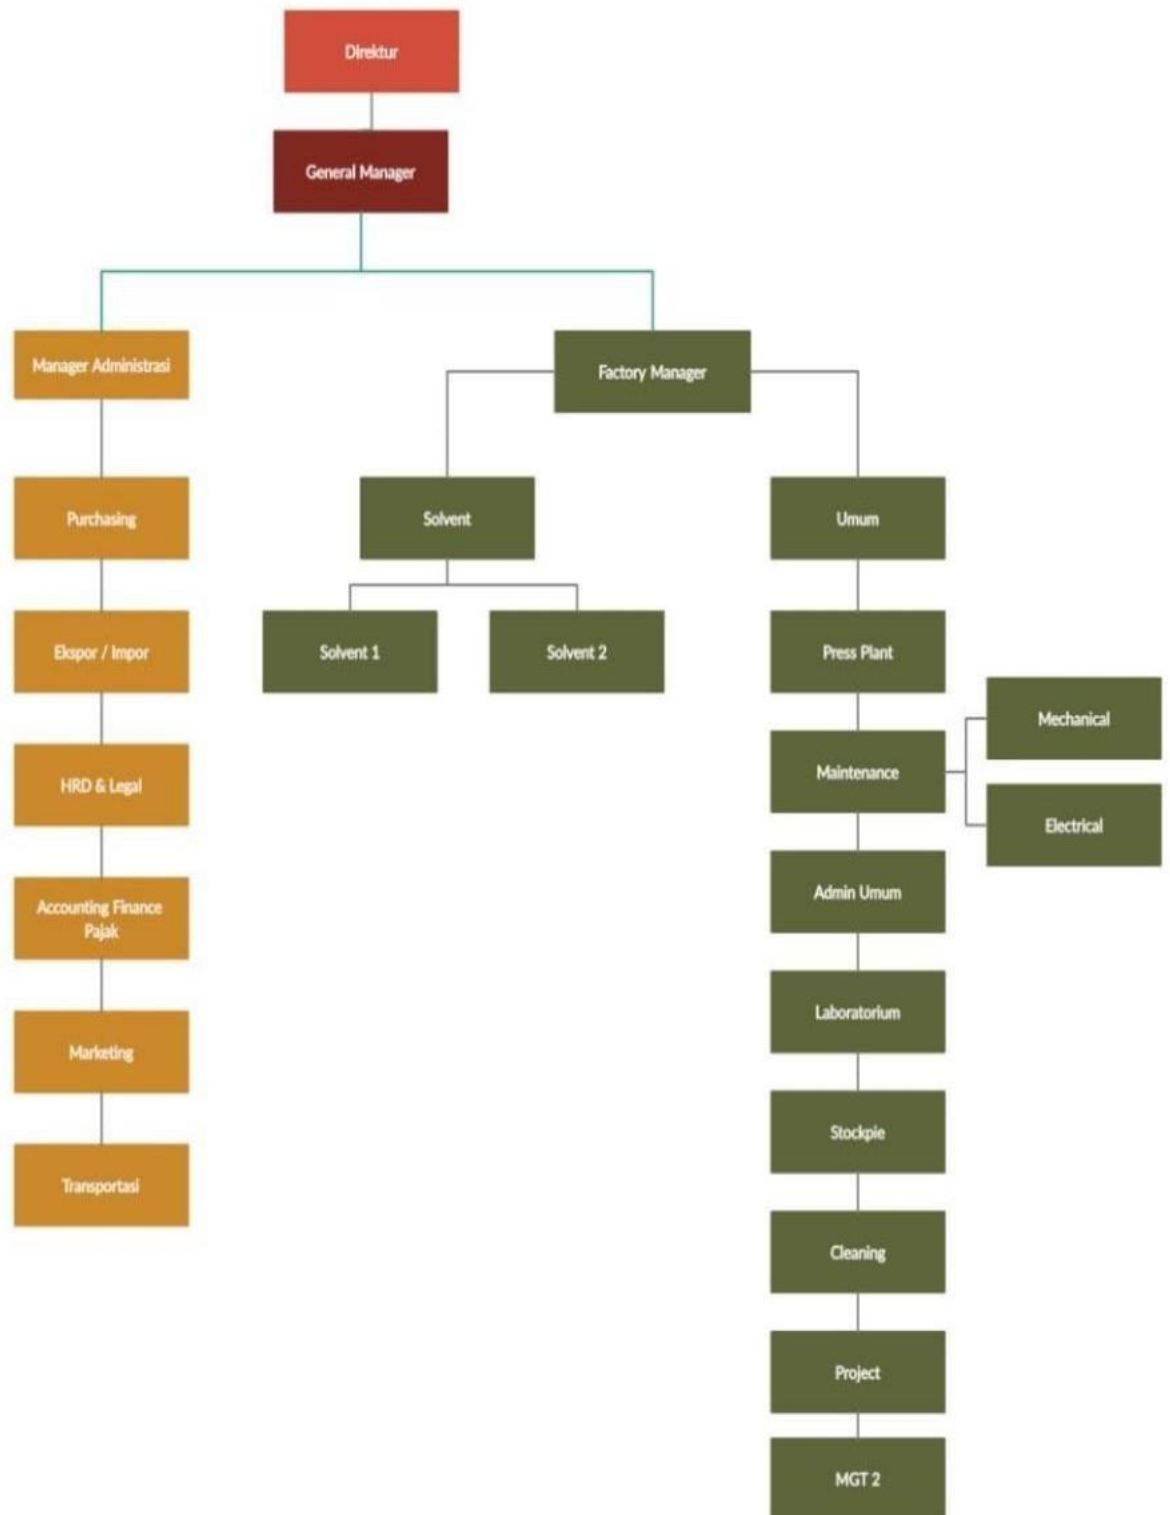 Direktur
General Manager
Manager Administrasi
Factory Manager
Purchasing
Solvent
Umum
Ekspor / Impor
Solvent 1
Solvent 2
Press Plant
Mechanical
HRD & Legal
Maintenance
Electrical
Accounting Finance
Pajak
Admin Umum
Laboratorium
Marketing
Stockpie
Transportasi
Cleaning
Project
MGT 2